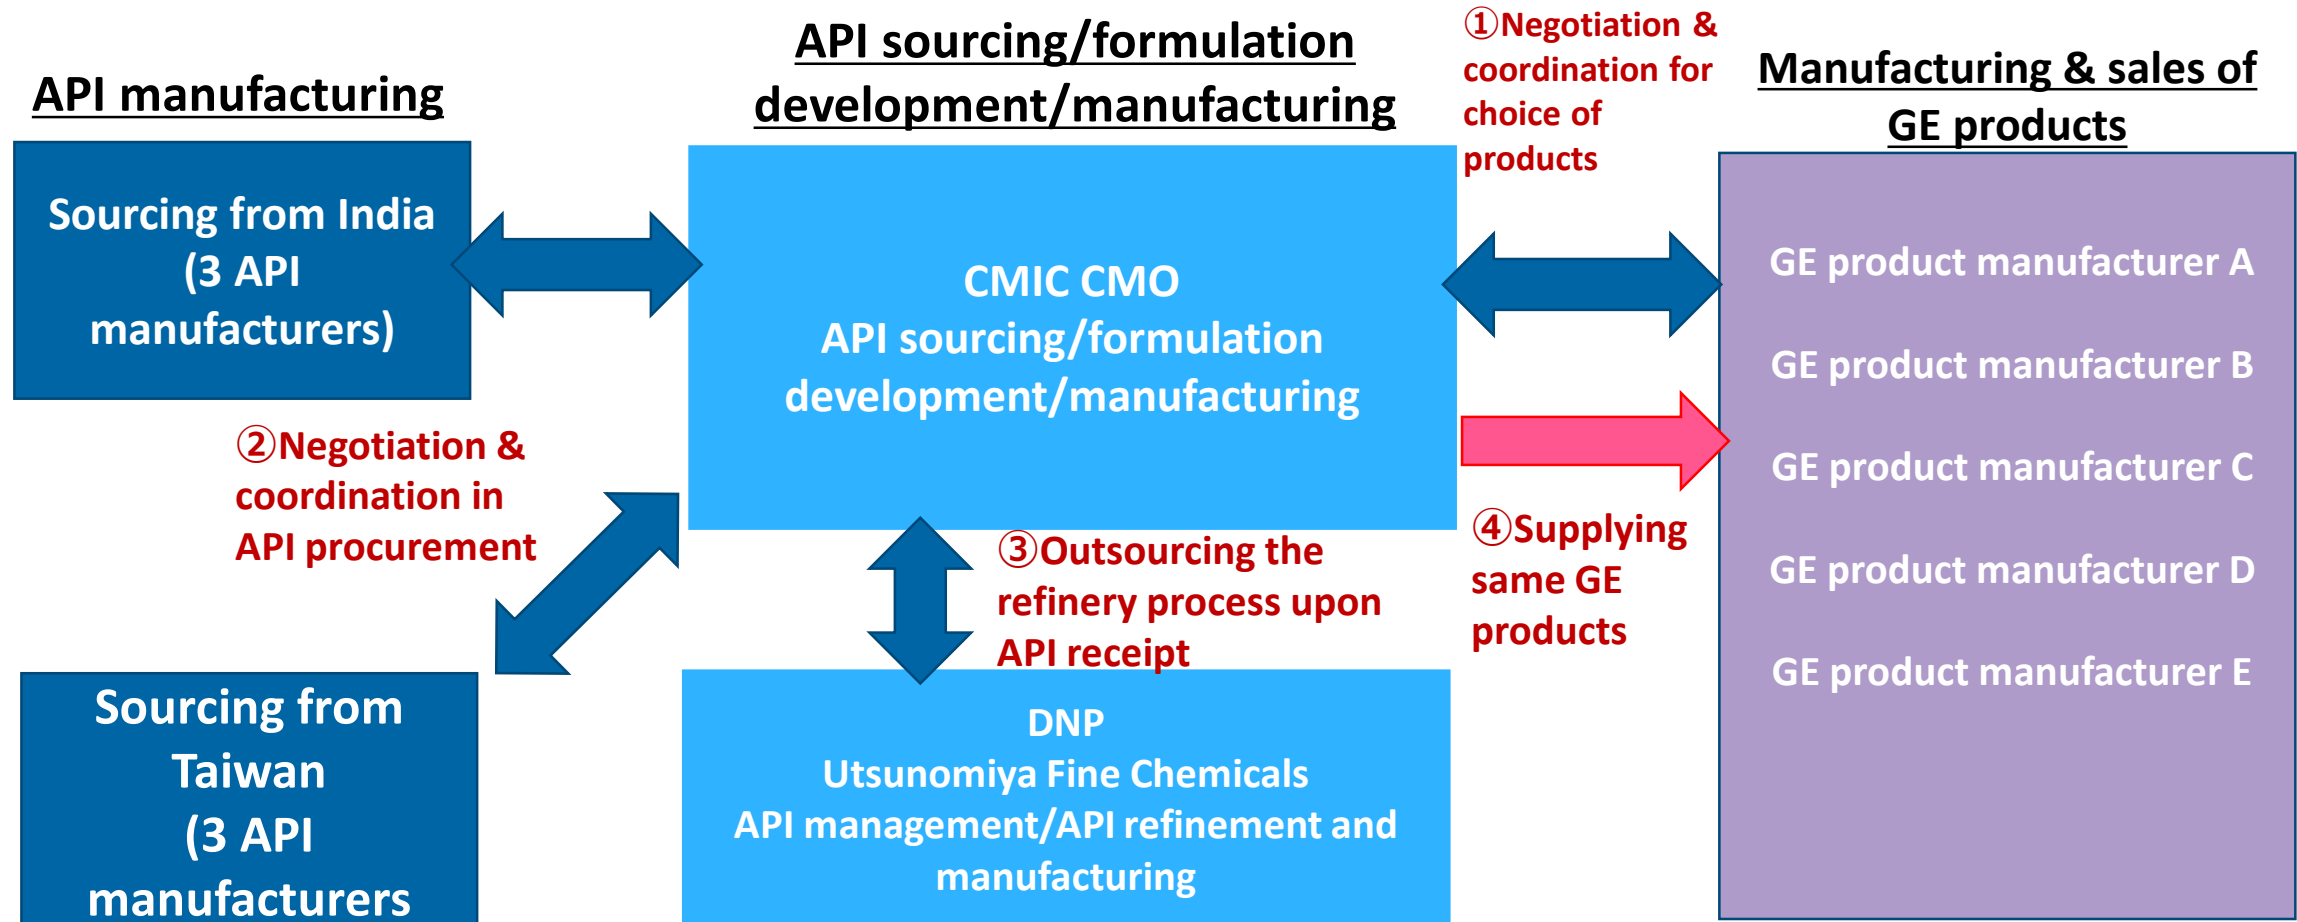 API manufacturing
Sourcing from India
(3 API
manufacturers)
②Negotiation &
coordination in
API procurement
Sourcing from
Taiwan
(3 API
manufacturers
API sourcing/formulation
development/manufacturing
CMIC CMO
API sourcing/formulation
development/manufacturing
③Outsourcing the
refinery process upon
API receipt
DNP
Utsunomiya Fine Chemicals
API management/API refinement and
manufacturing
①Negotiation &
coordination for
choice of
products
④Supplying
same GE
products
Manufacturing & sales of
GE products
GE product manufacturer A
GE product manufacturer B
GE product manufacturer C
GE product manufacturer D
GE product manufacturer E